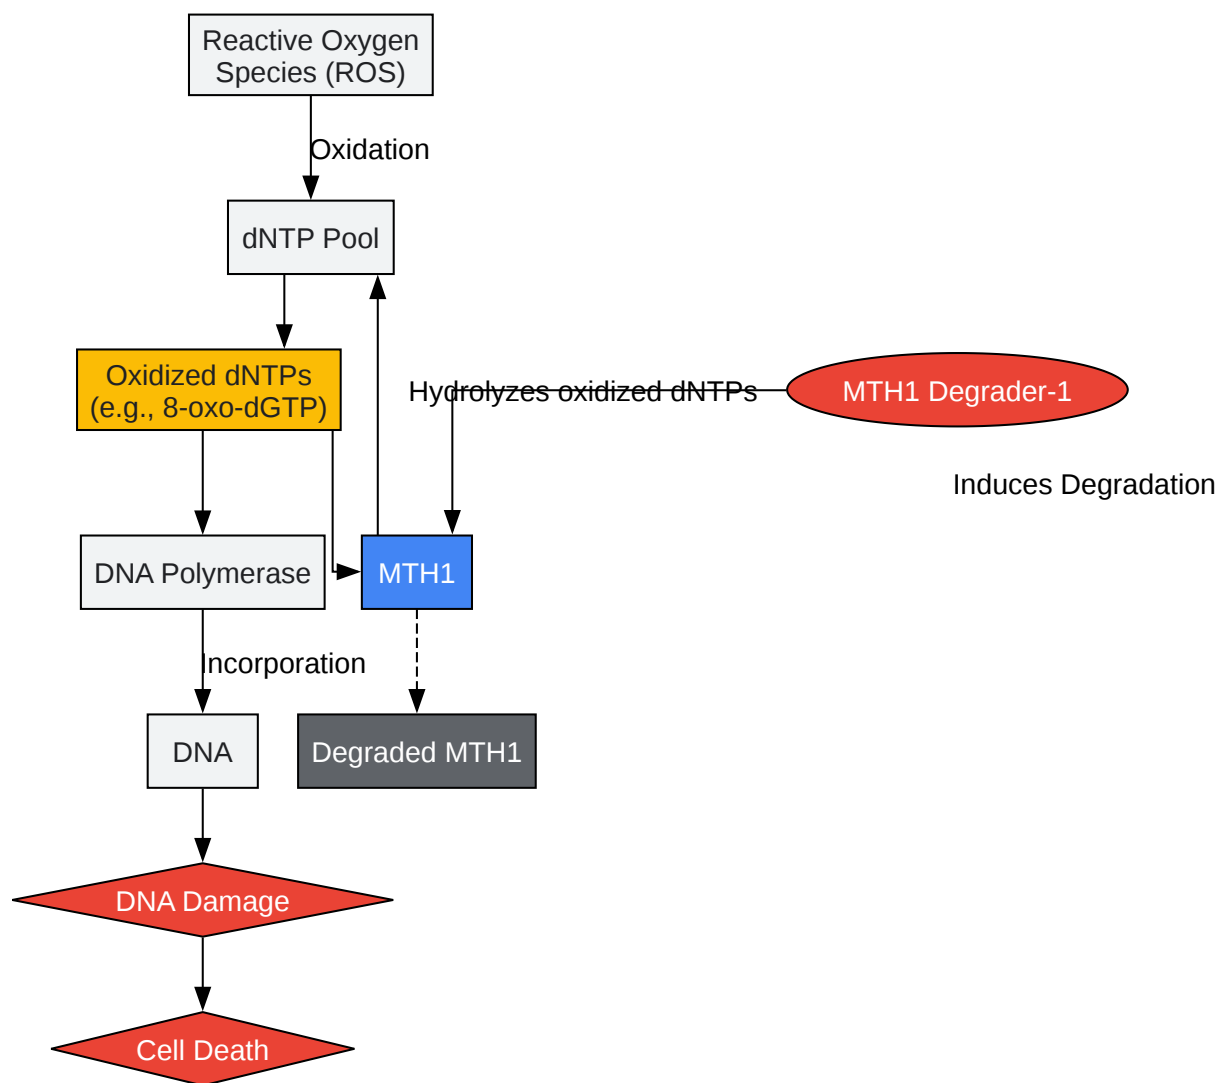 Reactive Oxygen
Species (ROS)
Oxidation
dNTP Pool
Oxidized dNTPs
(e.g., 8-oxo-dGTP)
Hydrolyzes oxidized dNTPs
MTH1 Degrader-1
Induces Degradation
DNA Polymerase
MTH1
Incorporation
DNA
Degraded MTH1
DNA Damage
Cell Death